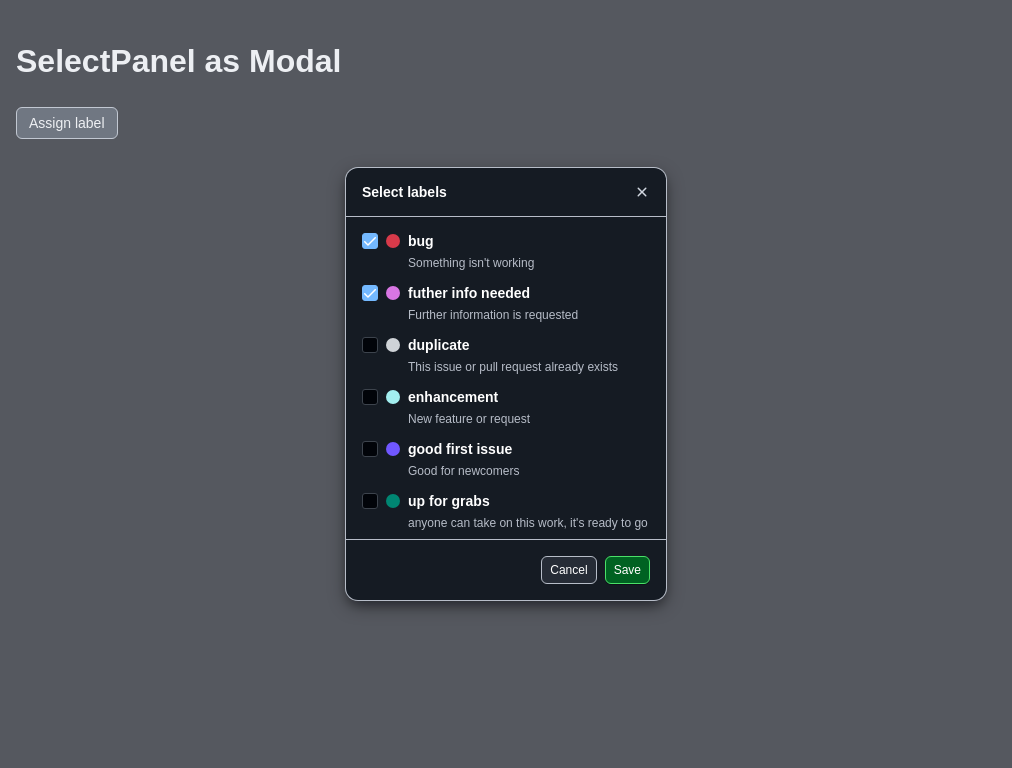 SelectPanel as Modal
Assign label
Select labels
bug
Something isn't working
futher info needed
Further information is requested
duplicate
This issue or pull request already exists
enhancement
New feature or request
good first issue
Good for newcomers
up for grabs
anyone can take on this work, it's ready to go
Cancel Save